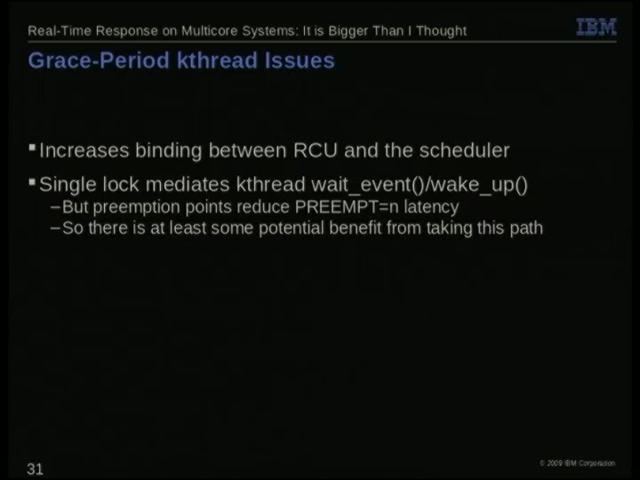 Real-Time Response on Multicore Systems: It is Bigger Than I Thought
IBM
Grace-Period kthread Issues
▪Increases binding between RCU and the scheduler
▪Single lock mediates kthread wait_event()/wake_up()
–But preemption points reduce PREEMPT=n latency
–So there is at least some potential benefit from taking this path
31
© 2009 IBM Corporation